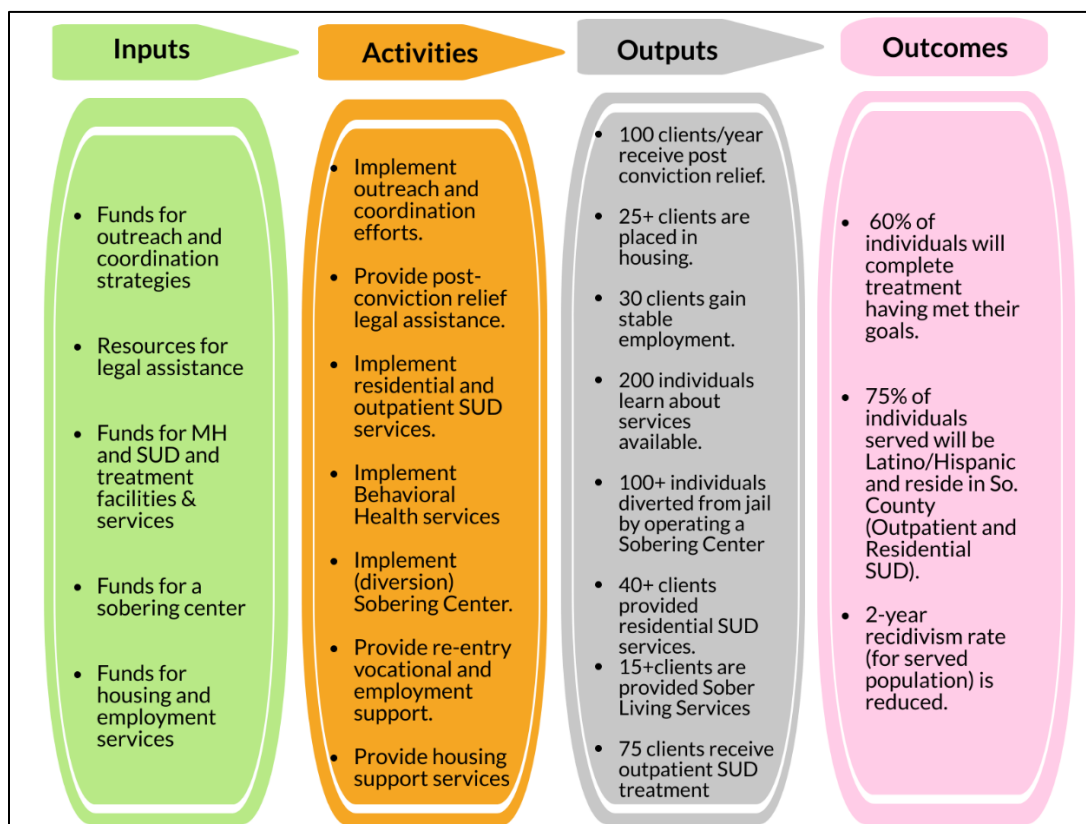 Inputs
Activities
Outputs
Outcomes
• Funds for
outreach and
coordination
strategies
• Resources for
legal assistance
• Funds for MH
and SUD and
treatment
facilities &
services
• Funds for a
sobering center
• Funds for
housing and
employment
services
• Implement
outreach and
coordination
efforts.
• Provide post-
conviction relief
legal assistance.
• Implement
residential and
outpatient SUD
services.
• Implement
Behavioral
Health services
• Implement
(diversion)
Sobering Center.
• Provide re-entry
vocational and
employment
support.
• Provide housing
support services
• 100 clients/year
receive post
conviction relief.
• 25+ clients are
placed in
housing.
• 30 clients gain
stable
employment.
• 200 individuals
learn about
services
available.
• 100+ individuals
diverted from jail
by operating a
Sobering Center
• 40+ clients
provided
residential SUD
services.
• 15+clients are
provided Sober
Living Services
• 75 clients receive
outpatient SUD
treatment
• 60% of
individuals will
complete
treatment
having met their
goals.
• 75% of
individuals
served will be
Latino/Hispanic
and reside in So.
County
(Outpatient and
Residential
SUD).
• 2-year
recidivism rate
(for served
population) is
reduced.